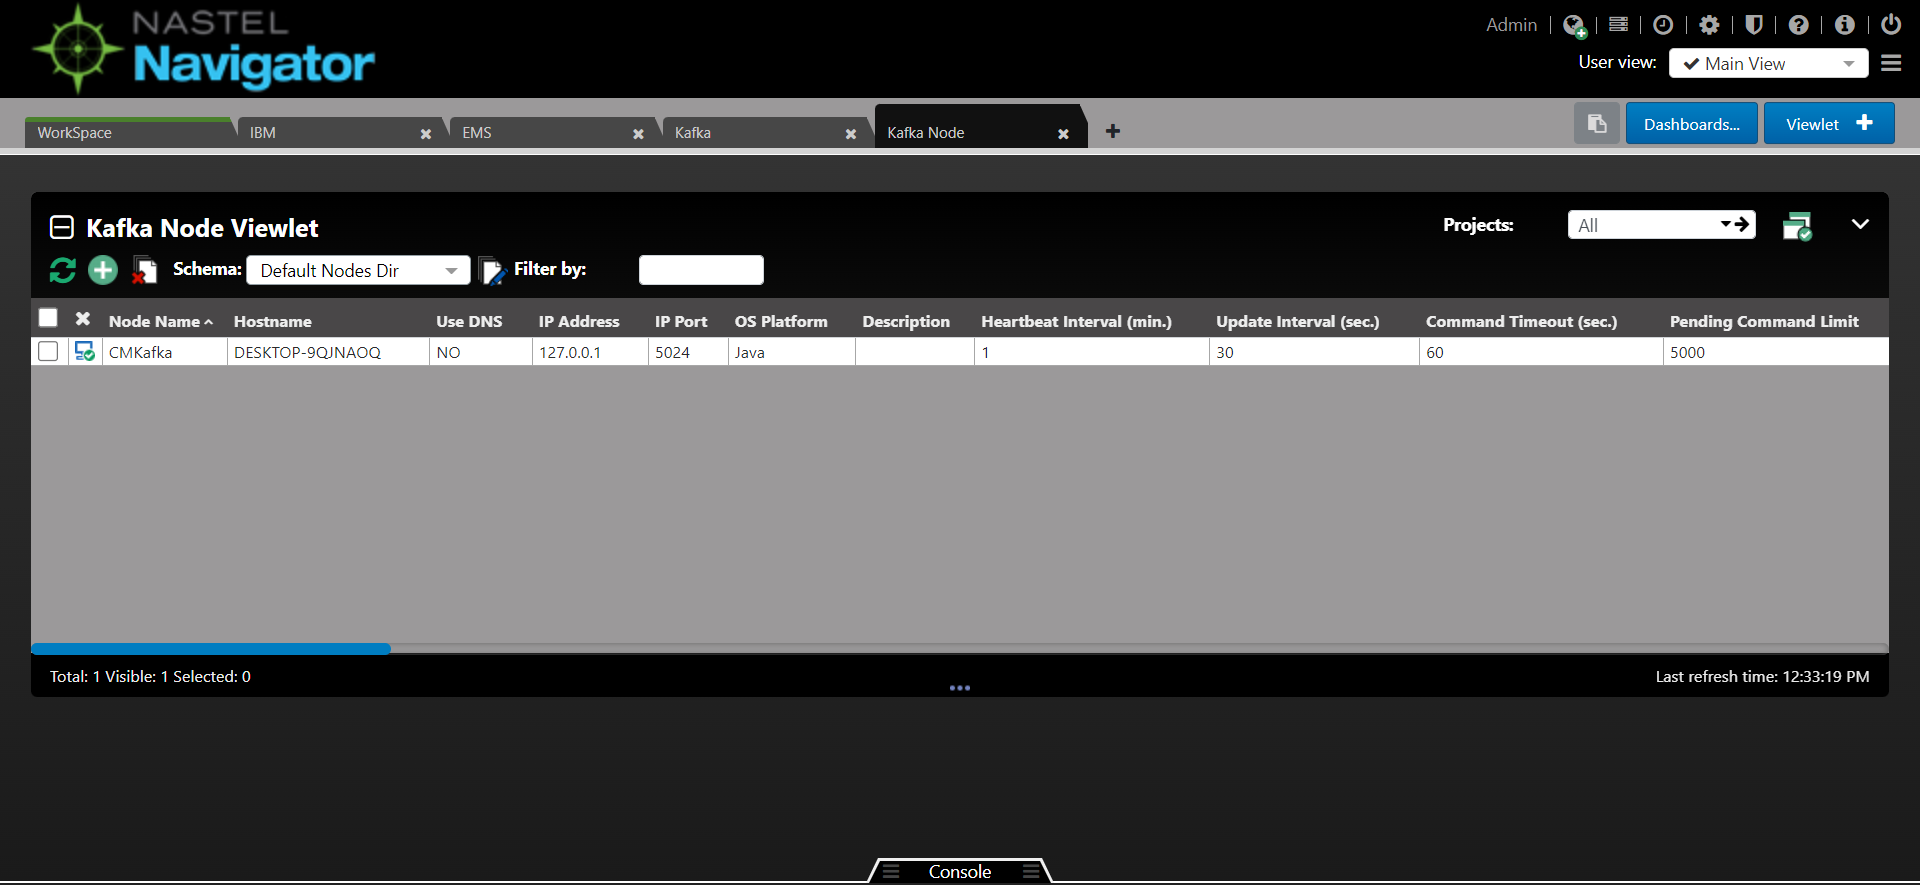 NASTEL
Navigator
Admin
User view: Main View
WorkSpace IBM EMS Kafka Kafka Node
Dashboards... Viewlet
Kafka Node Viewlet
Projects: All
Schema: Default Nodes Dir Filter by:
Node Name Hostname Use DNS IP Address IP Port OS Platform Description Heartbeat Interval (min.) Update Interval (sec.) Command Timeout (sec.) Pending Command Limit
CMKafka DESKTOP-9QJNAOQ NO 127.0.0.1 5024 Java 1 30 60 5000
Total: 1 Visible: 1 Selected: 0
Last refresh time: 12:33:19 PM
Console